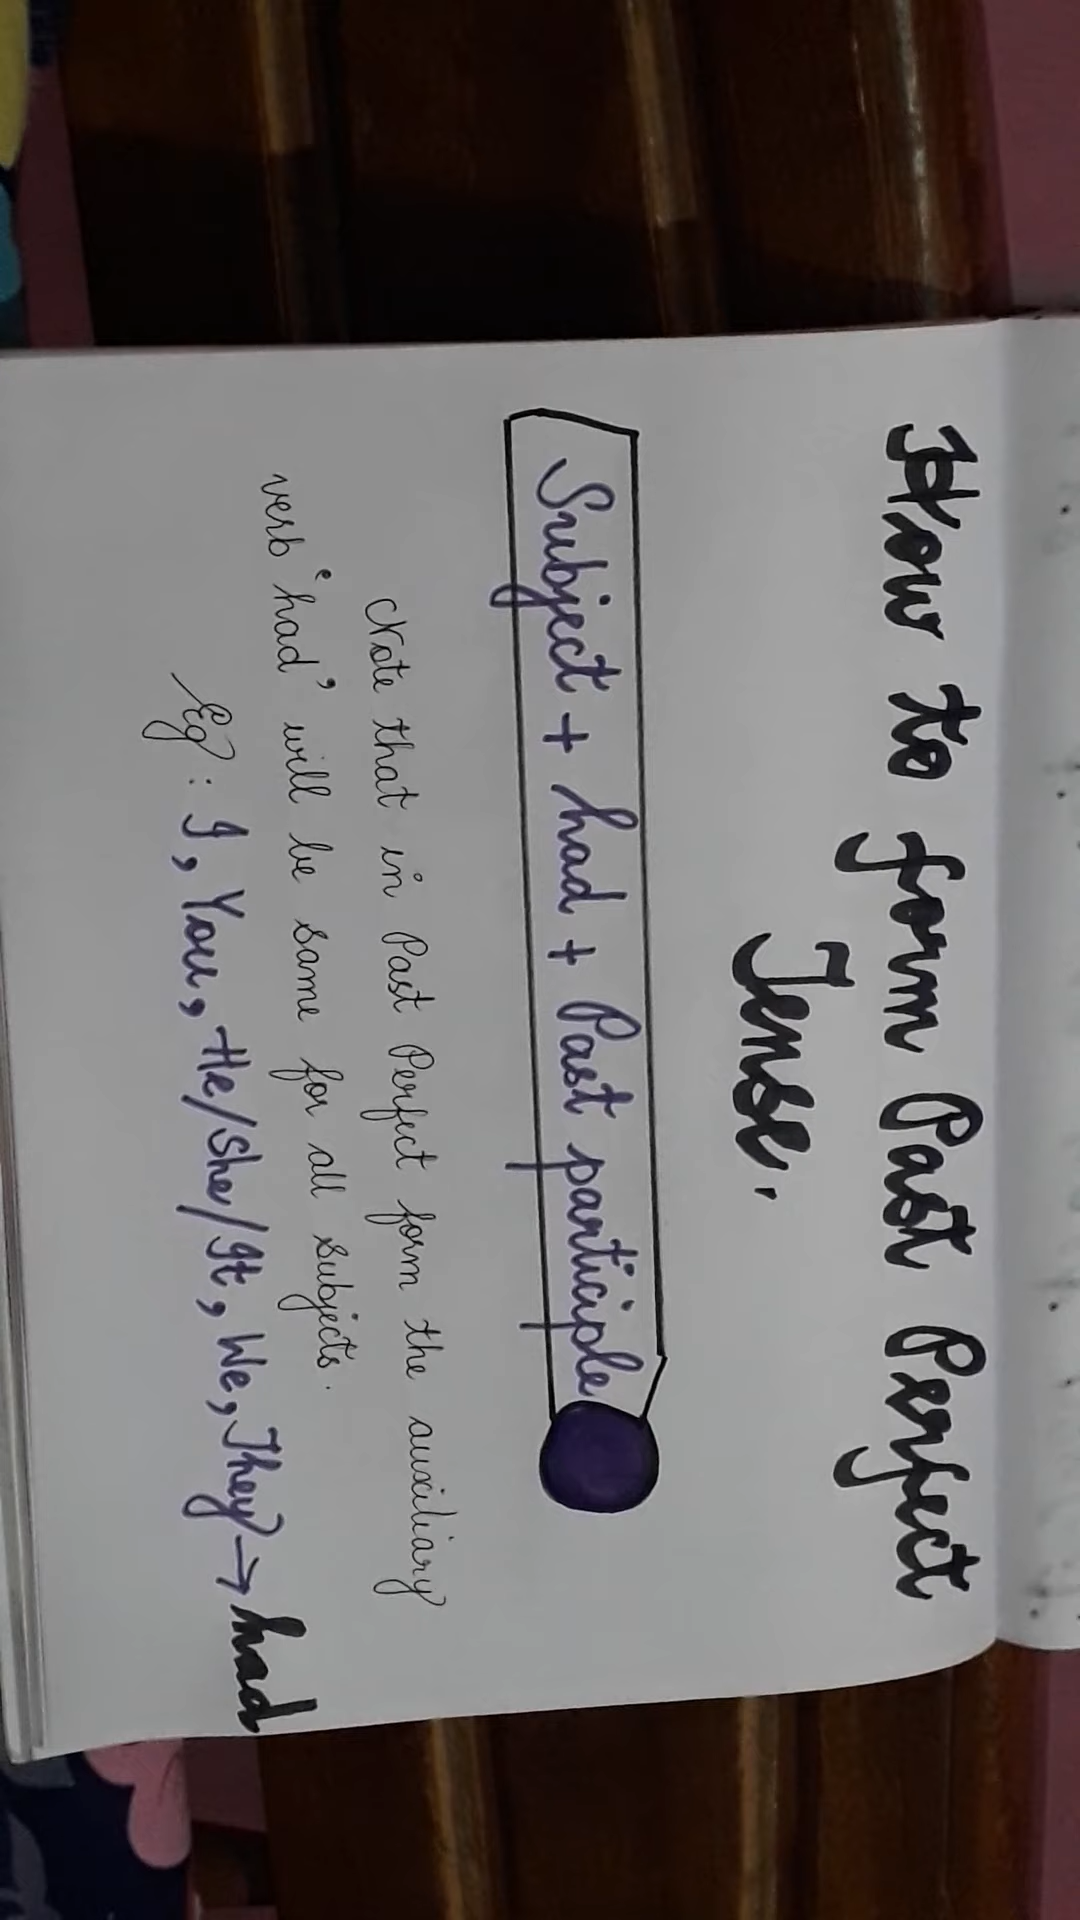 How to form Past Perfect
Tense.
Subject + had + Past participle
Note that in Past Perfect form the auxiliary
verb 'had' will be same for all subjects.
Eg: I, You, He/She/It, We, They → had